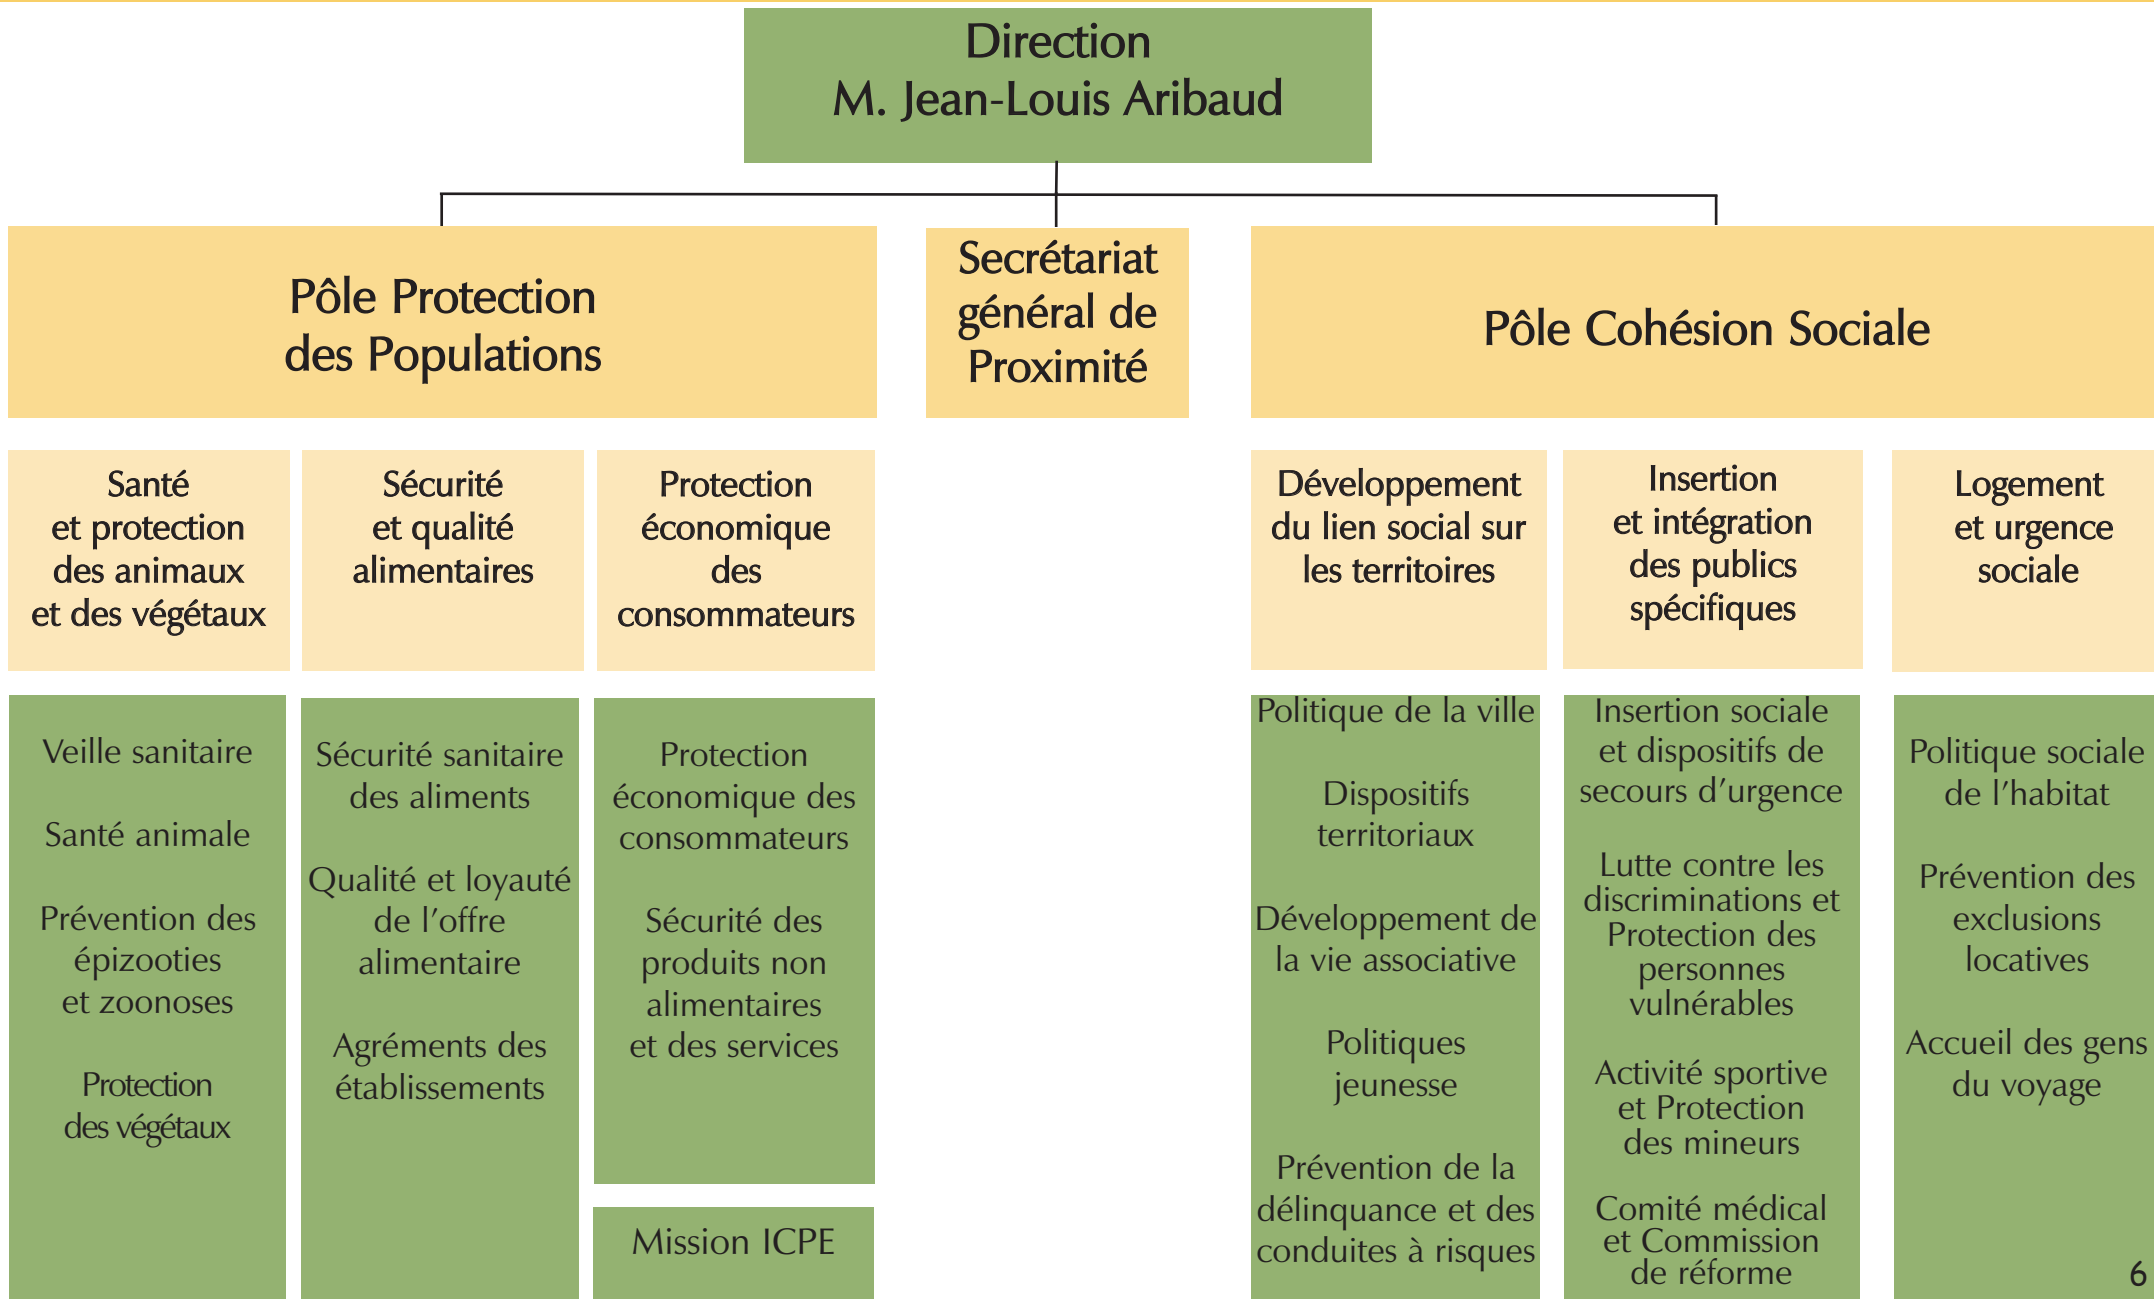 Direction
M. Jean-Louis Aribaud
Pôle Protection
des Populations
Secrétariat
général de
Proximité
Pôle Cohésion Sociale
Santé
et protection
des animaux
et des végétaux
Sécurité
et qualité
alimentaires
Protection
économique
des
consommateurs
Développement
du lien social sur
les territoires
Insertion
et intégration
des publics
spécifiques
Logement
et urgence
sociale
Veille sanitaire
Santé animale
Prévention des
épizooties
et zoonoses
Protection
des végétaux
Sécurité sanitaire
des aliments
Qualité et loyauté
de l'offre
alimentaire
Agréments des
établissements
Protection
économique des
consommateurs
Sécurité des
produits non
alimentaires
et des services
Mission ICPE
Politique de la ville
Dispositifs
territoriaux
Développement de
la vie associative
Politiques
jeunesse
Prévention de la
délinquance et des
conduites à risques
Insertion sociale
et dispositifs de
secours d'urgence
Lutte contre les
discriminations et
Protection des
personnes
vulnérables
Activité sportive
et Protection
des mineurs
Comité médical
et Commission
de réforme
Politique sociale
de l'habitat
Prévention des
exclusions
locatives
Accueil des gens
du voyage
6